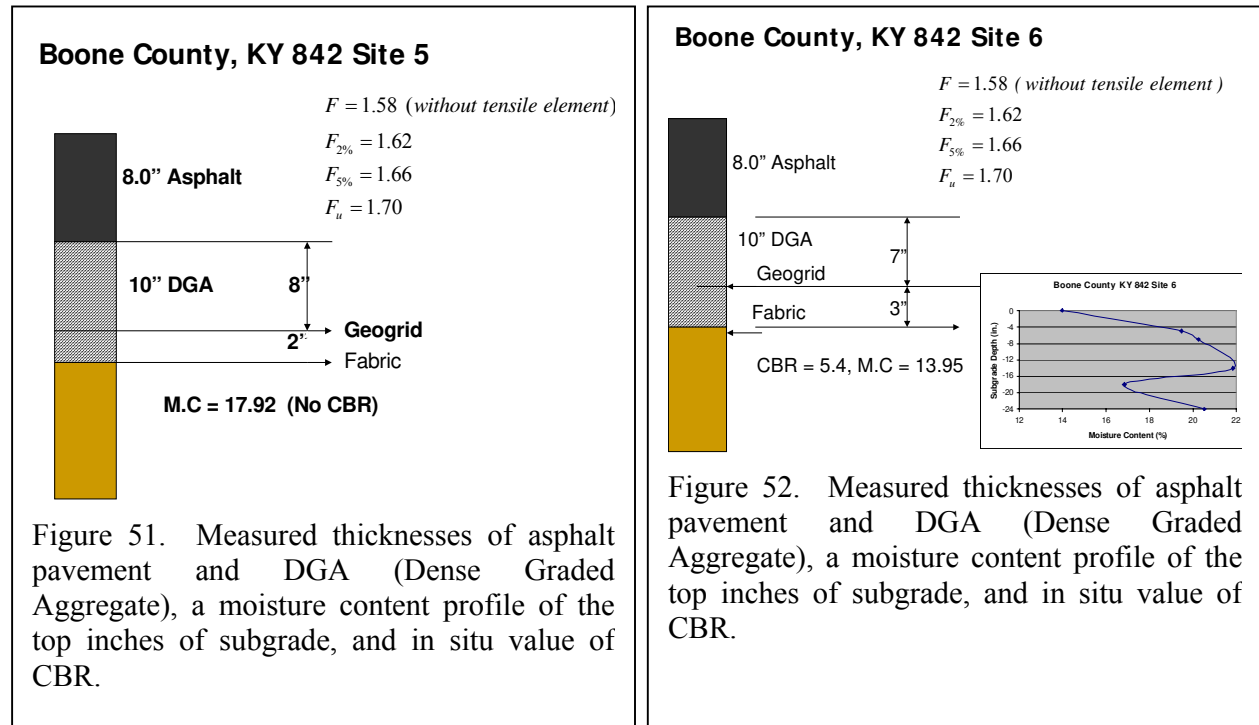 Boone County, KY 842 Site 5
F = 1.58 (without tensile element)
F2% = 1.62
F5% = 1.66
Fu = 1.70
8.0” Asphalt
10” DGA
8”
Geogrid
2”
Fabric
M.C = 17.92 (No CBR)
Figure 51. Measured thicknesses of asphalt
pavement and DGA (Dense Graded
Aggregate), a moisture content profile of the
top inches of subgrade, and in situ value of
CBR.
Boone County, KY 842 Site 6
F = 1.58 ( without tensile element )
F2% = 1.62
F5% = 1.66
Fu = 1.70
8.0” Asphalt
10” DGA
7”
Geogrid
3”
Fabric
CBR = 5.4, M.C = 13.95
Boone County KY 842 Site 6
Subgrade Depth (in.)
0
-4
-8
-12
-16
-20
-24
12 14 16 18 20 22
Moisture Content (%)
Figure 52. Measured thicknesses of asphalt
pavement and DGA (Dense Graded
Aggregate), a moisture content profile of the
top inches of subgrade, and in situ value of
CBR.